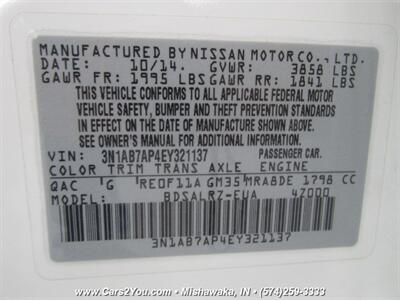 MANUFACTURED BY NISSAN MOTOR CO., LTD.
DATE: 10/14. GVWR: 3858 LBS
GAWR FR: 1995 LBS GAWR RR: 1841 LBS
THIS VEHICLE CONFORMS TO ALL APPLICABLE FEDERAL MOTOR
VEHICLE SAFETY, BUMPER AND THEFT PREVENTION STANDARDS
IN EFFECT ON THE DATE OF MANUFACTURE SHOWN ABOVE.
SEE OWNER'S MANUAL FOR ADDITIONAL INFORMATION
VIN: 3N1AB7AP4EY321137 PASSENGER CAR.
COLOR TRIM TRANS AXLE ENGINE
QAC G RE0F11A GM35 MRA8DE 1798 CC
BDSALRZ-EUA 4Z000
3N1AB7AP4EY321137
www.Cars2You.com - Mishawaka, IN - (574)259-3333